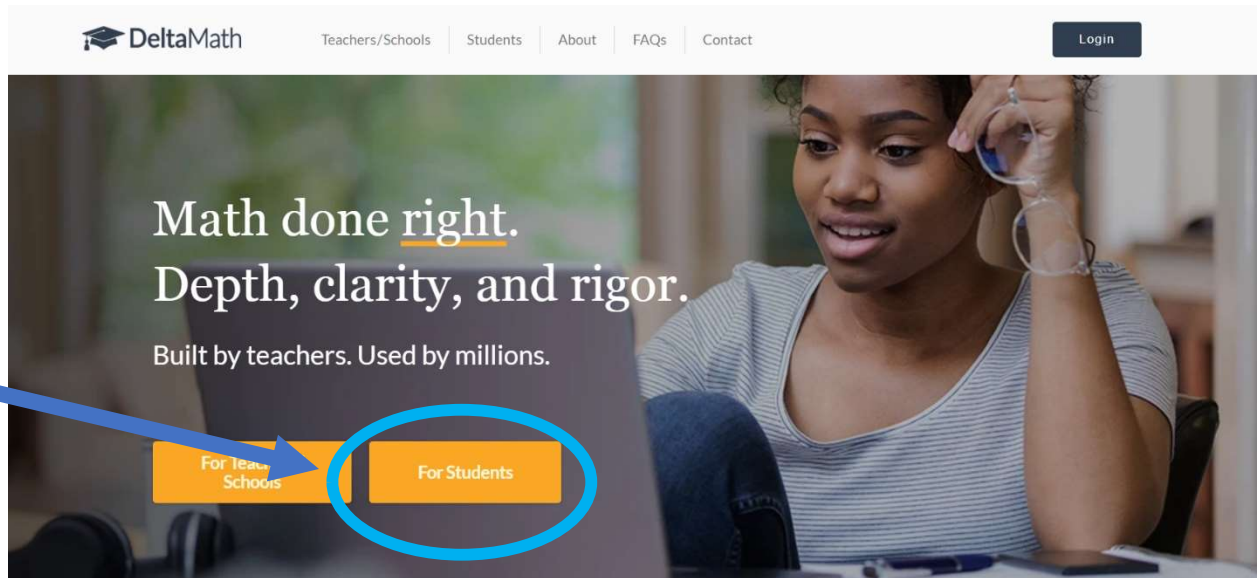 DeltaMath
Teachers/Schools
Students
About
FAQs
Contact
Login
Math done right.
Depth, clarity, and rigor.
Built by teachers. Used by millions.
For
Schools
For Students